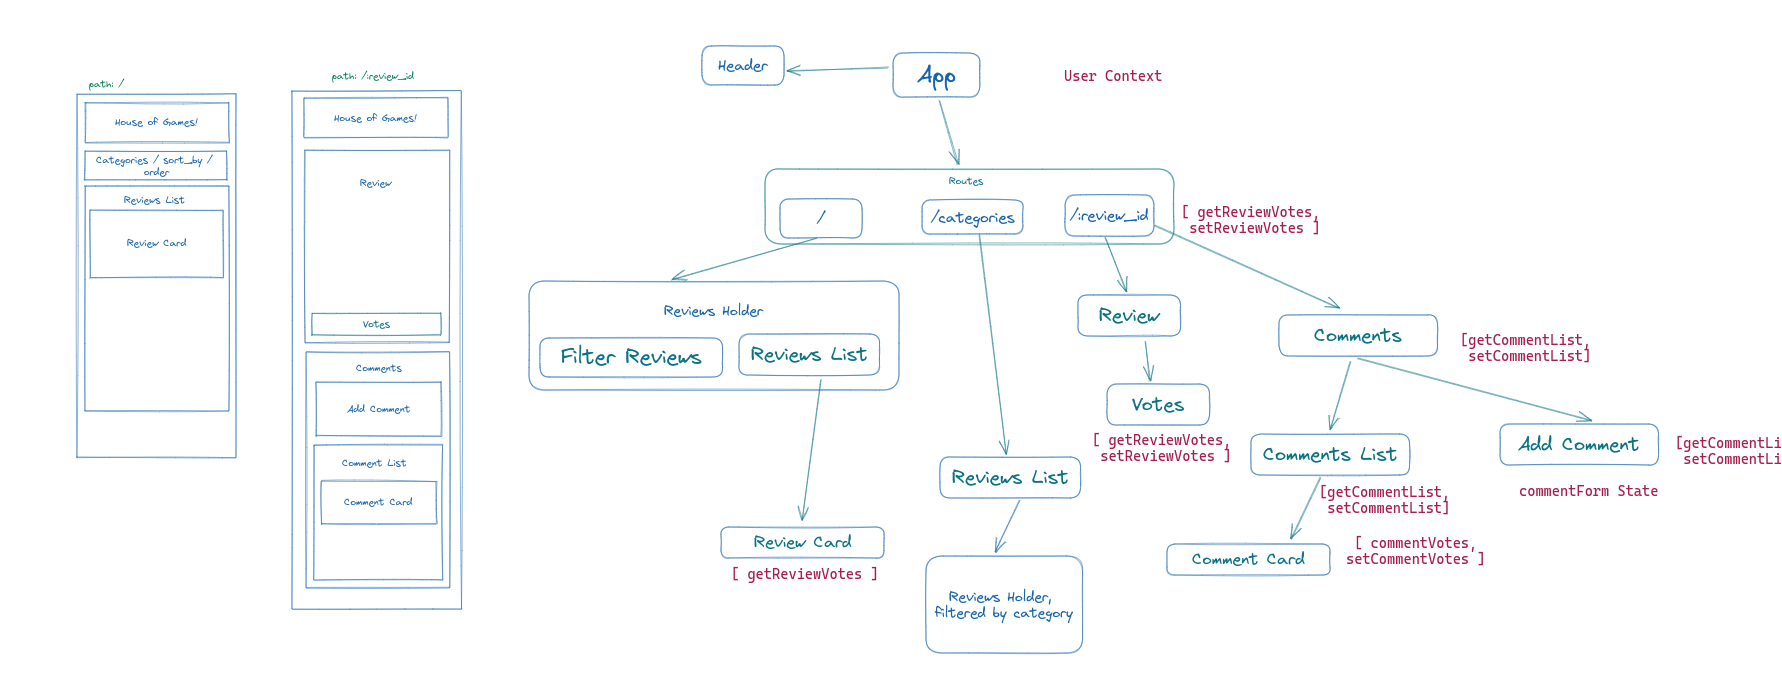 path: /
House of Games!
Categories / sort_by /
order
Reviews List
Review Card
path: /:review_id
House of Games!
Review
Votes
Comments
Add Comment
Comment List
Comment Card
Header
App
User Context
Routes
/
/categories
/:review_id
[ getReviewVotes,
setReviewVotes ]
Reviews Holder
Filter Reviews
Reviews List
Review
Comments
[getCommentList,
setCommentList]
Votes
[ getReviewVotes,
setReviewVotes ]
Comments List
[getCommentList,
setCommentList]
Add Comment
[getCommentLi
setCommentLi
commentForm State
Reviews List
Review Card
[ getReviewVotes ]
Comment Card
[ commentVotes,
setCommentVotes ]
Reviews Holder,
filtered by category